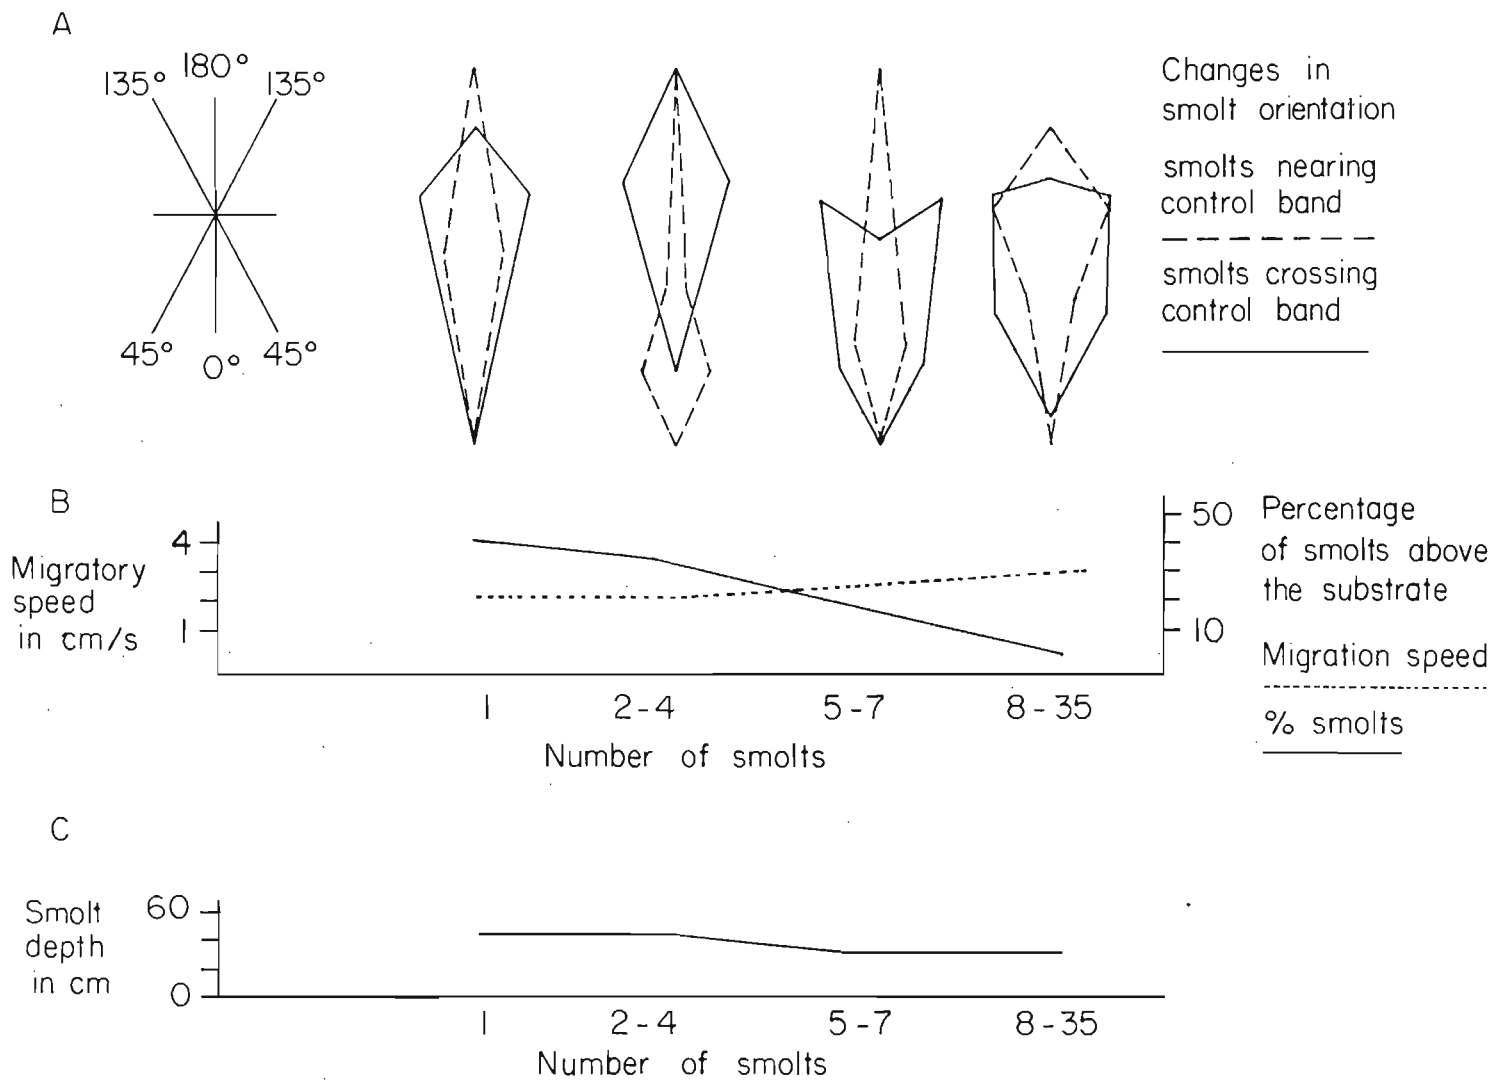 A
180°
135° 135°
45° 45°
0°
Changes in
smolt orientation
smolts nearing
control band
smolts crossing
control band
B
4
Migratory
speed
in cm/s
1
50
10
Percentage
of smolts above
the substrate
Migration speed
% smolts
1 2-4 5-7 8-35
Number of smolts
C
Smolt
depth
in cm
60
0
1 2-4 5-7 8-35
Number of smolts